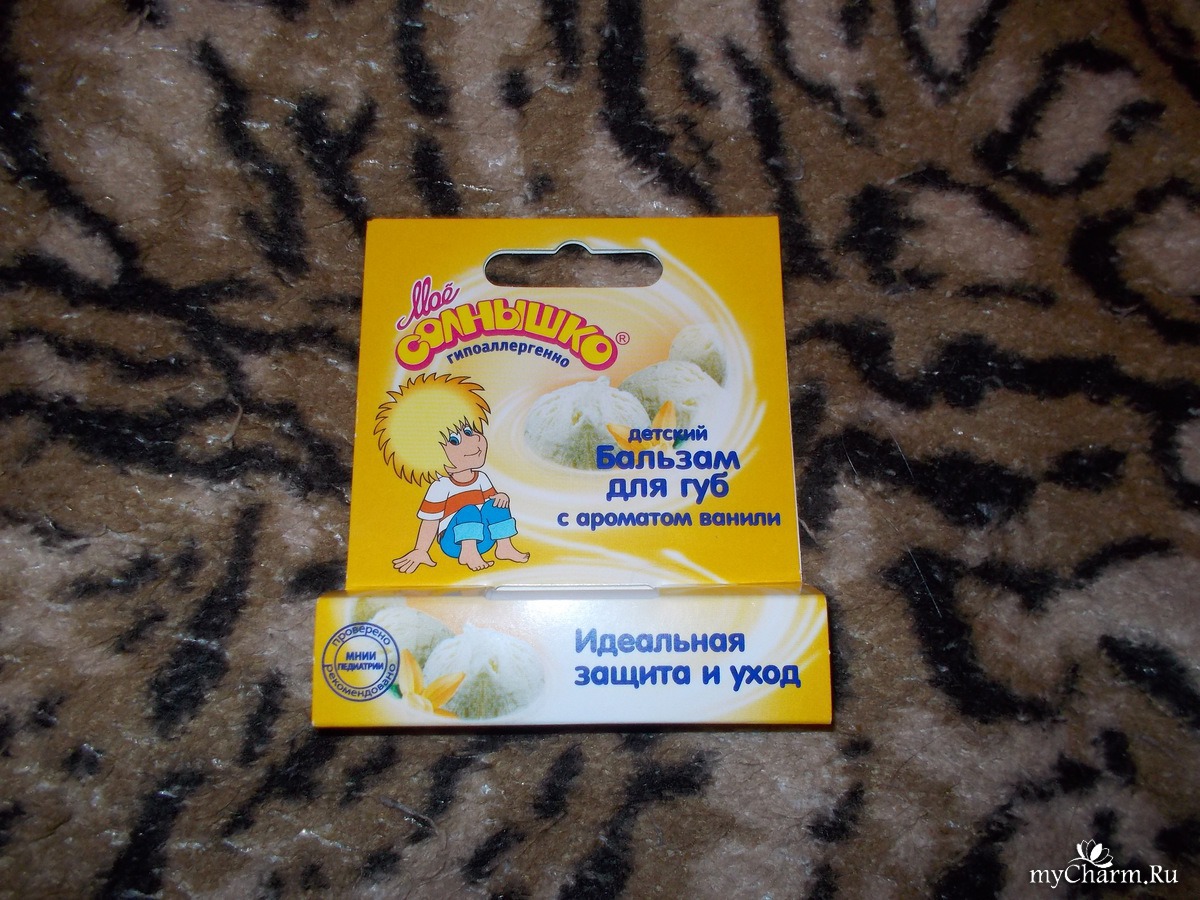 Моё
СОЛНЫШКО®
гипоаллергенно
детский
Бальзам
для губ
с ароматом ванили
Идеальная
защита и уход
проверено
МНИИ
ПЕДИАТРИИ
рекомендовано
myCharm.Ru